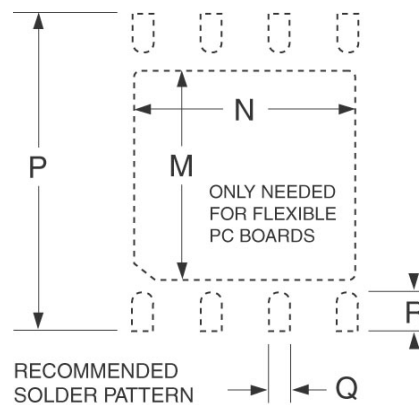 N
P
M
ONLY NEEDED
FOR FLEXIBLE
PC BOARDS
R
RECOMMENDED
SOLDER PATTERN
Q